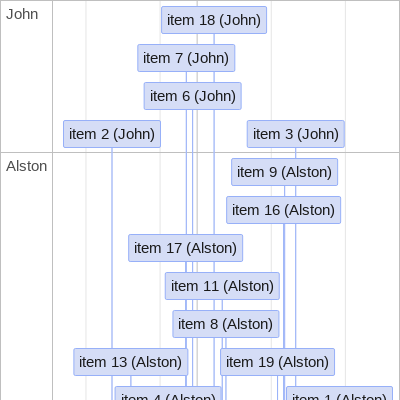 John
item 18 (John)
item 7 (John)
item 6 (John)
item 2 (John)
item 3 (John)
Alston
item 9 (Alston)
item 16 (Alston)
item 17 (Alston)
item 11 (Alston)
item 8 (Alston)
item 13 (Alston)
item 19 (Alston)
item 4 (Alston)
item 1 (Alston)